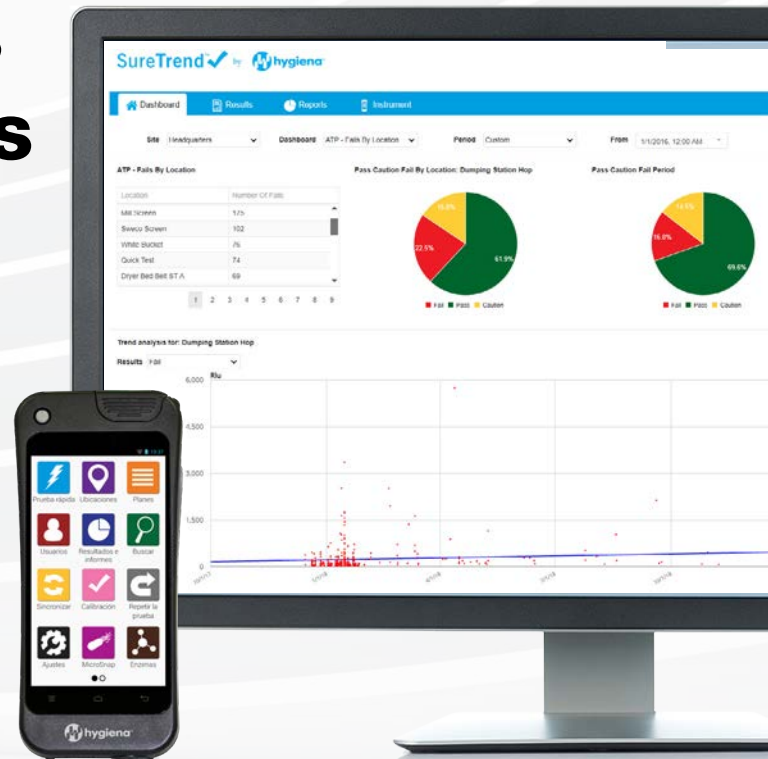 s
SureTrend™ by hygiena
Dashboard Results Reports Instrument
Site Headquarters Dashboard ATP - Fails By Location Period Custom From 1/1/2016, 12:00 AM
ATP - Fails By Location Pass Caution Fail By Location: Dumping Station Hop Pass Caution Fail Period
Location Number Of Fails
Mill Screen 175
Sweco Screen 102
White Bucket 76
Quick Test 74
Dryer Bed Belt ST A 69
1 2 3 4 5 6 7 8 9
22.5% 61.9%
16.0% 69.6%
Fail Pass Caution Fail Pass Caution
Trend analysis for: Dumping Station Hop
Results Fail
Rlu
6,000
4,500
3,000
1,500
0
Prueba rápida Ubicaciones Planes
Usuarios Resultados e informes Buscar
Sincronizar Calibración Repetir la prueba
Ajustes MicroSnap Enzimas
hygiena